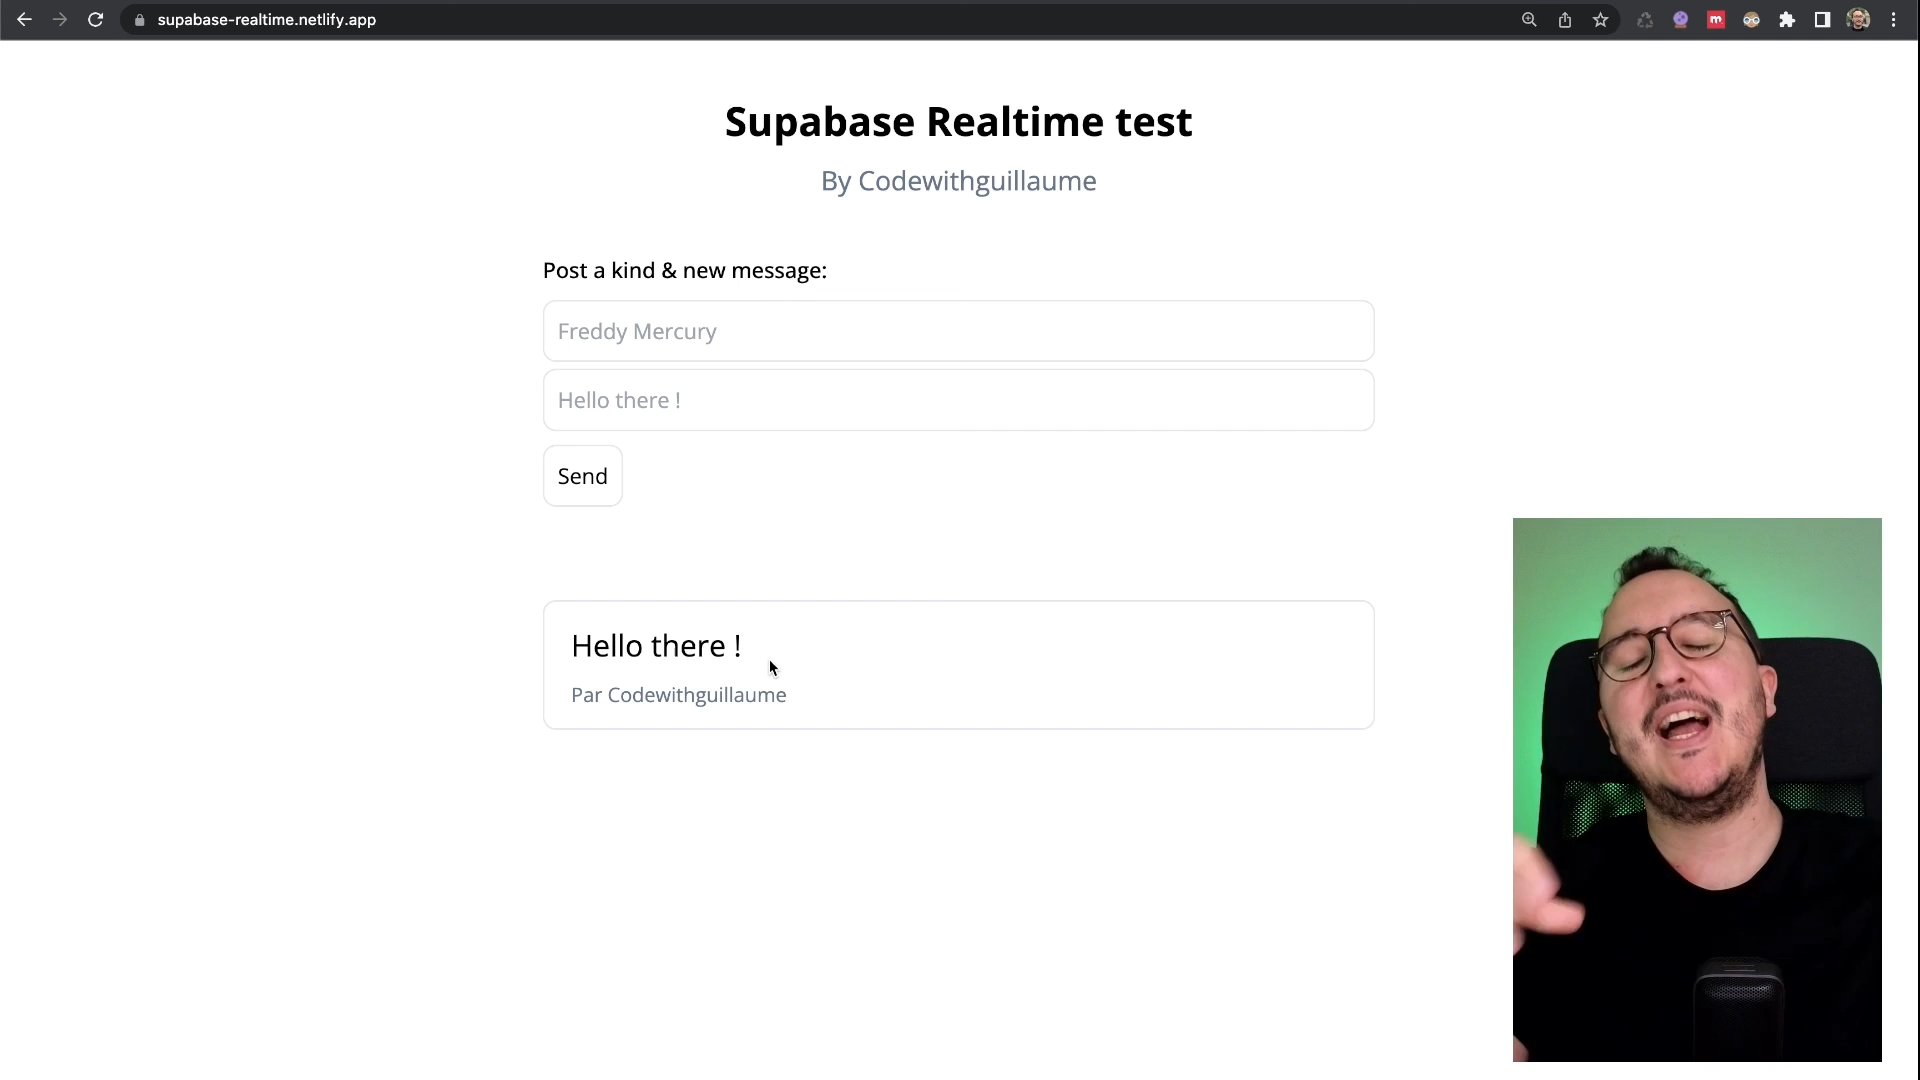 supabase-realtime.netlify.app
Supabase Realtime test
By Codewithguillaume
Post a kind & new message:
Freddy Mercury
Hello there !
Send
Hello there !
Par Codewithguillaume